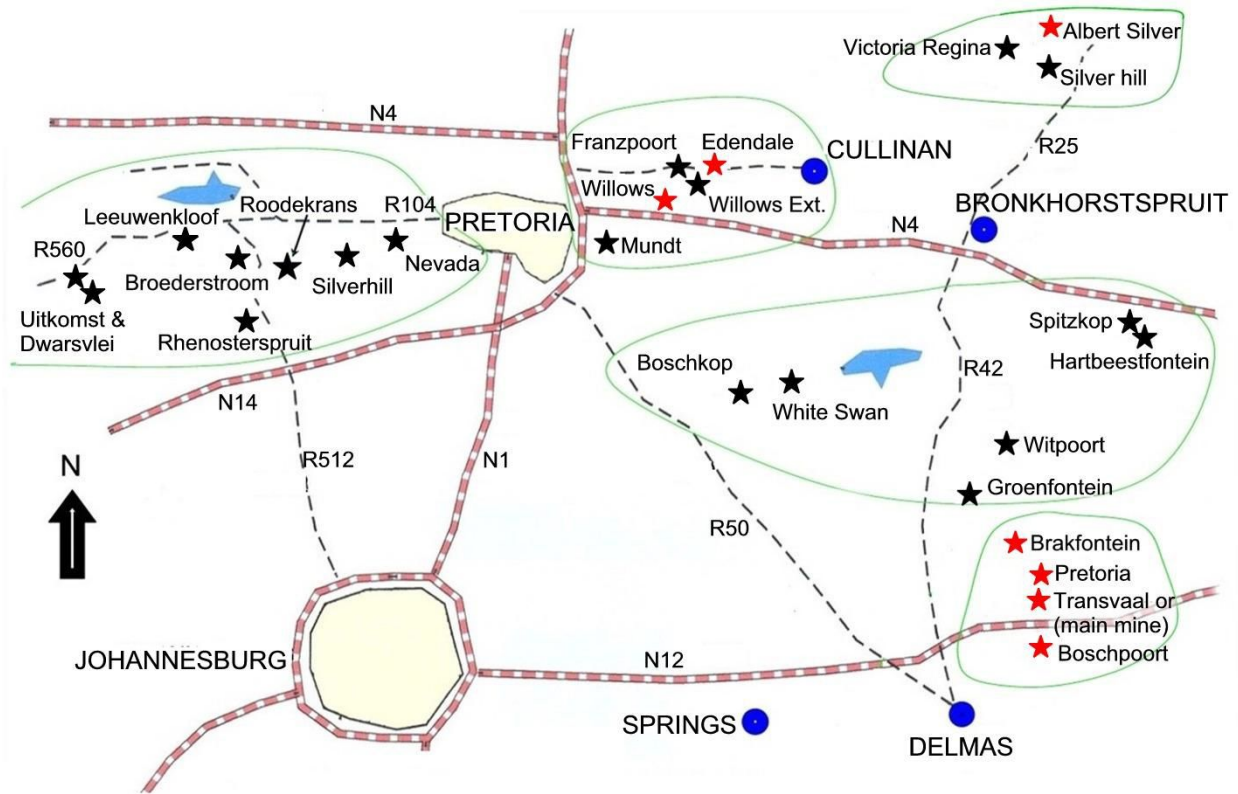 Albert Silver
Victoria Regina
Silver hill
N4
R25
Franzpoort
Edendale
CULLINAN
Willows
Willows Ext.
Roodekrans
R104
Leeuwenkloof
PRETORIA
BRONKHORSTSPRUIT
N4
R560
Mundt
Nevada
Broederstroom
Silverhill
Uitkomst &
Dwarsvlei
Rhenosterspruit
Spitzkop
Hartbeestfontein
Boschkop
R42
White Swan
N14
N
R512
N1
Witpoort
Groenfontein
R50
Brakfontein
Pretoria
Transvaal or
(main mine)
Boschpoort
JOHANNESBURG
N12
SPRINGS
DELMAS